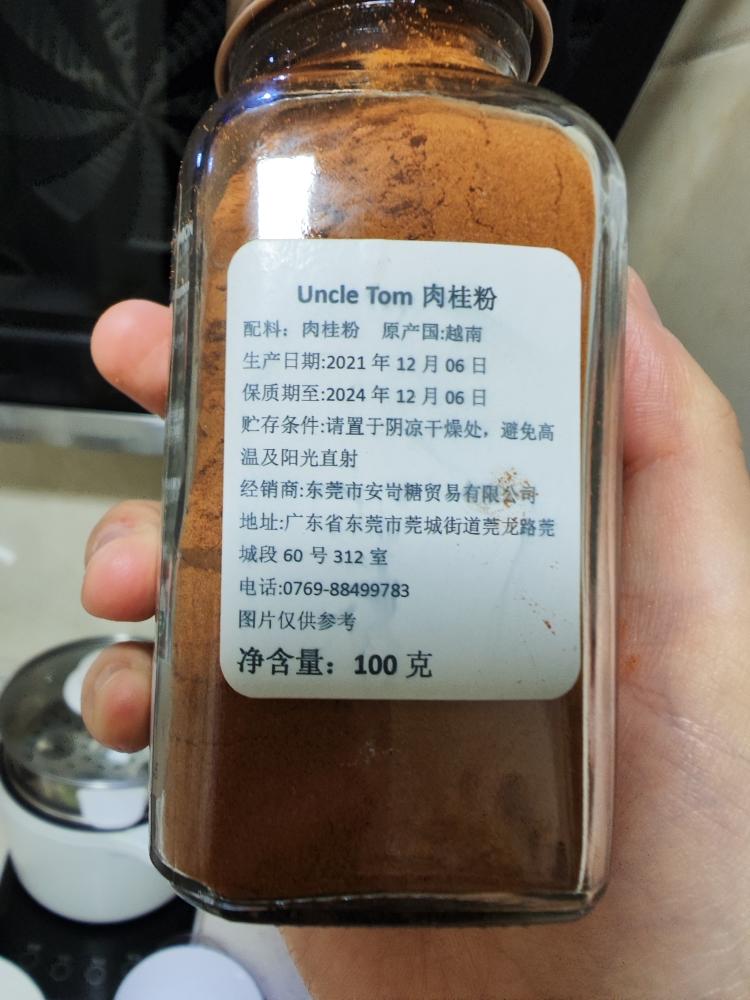 Uncle Tom 肉桂粉
配料：肉桂粉 原产国:越南
生产日期:2021 年 12 月 06 日
保质期至:2024 年 12 月 06 日
贮存条件:请置于阴凉干燥处，避免高
温及阳光直射
经销商:东莞市安岢糖贸易有限公司
地址:广东省东莞市莞城街道莞龙路莞
城段 60 号 312 室
电话:0769-88499783
图片仅供参考
净含量：100 克